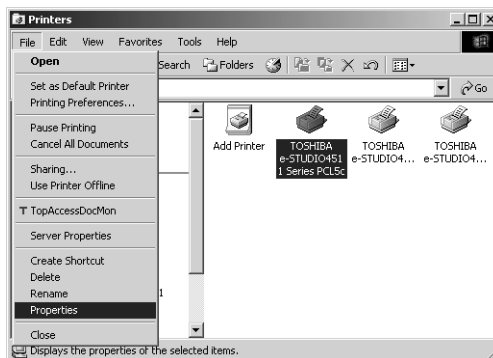 Printers
File Edit View Favorites Tools Help
Search Folders
Go
Open
Set as Default Printer
Printing Preferences...
Pause Printing
Cancel All Documents
Sharing...
Use Printer Offline
TopAccessDocMon
Server Properties
Create Shortcut
Delete
Rename
Properties
Close
1
Add Printer
TOSHIBA
e-STUDIO451
1 Series PCL5c
TOSHIBA
e-STUDIO4...
TOSHIBA
e-STUDIO4...
Displays the properties of the selected items.